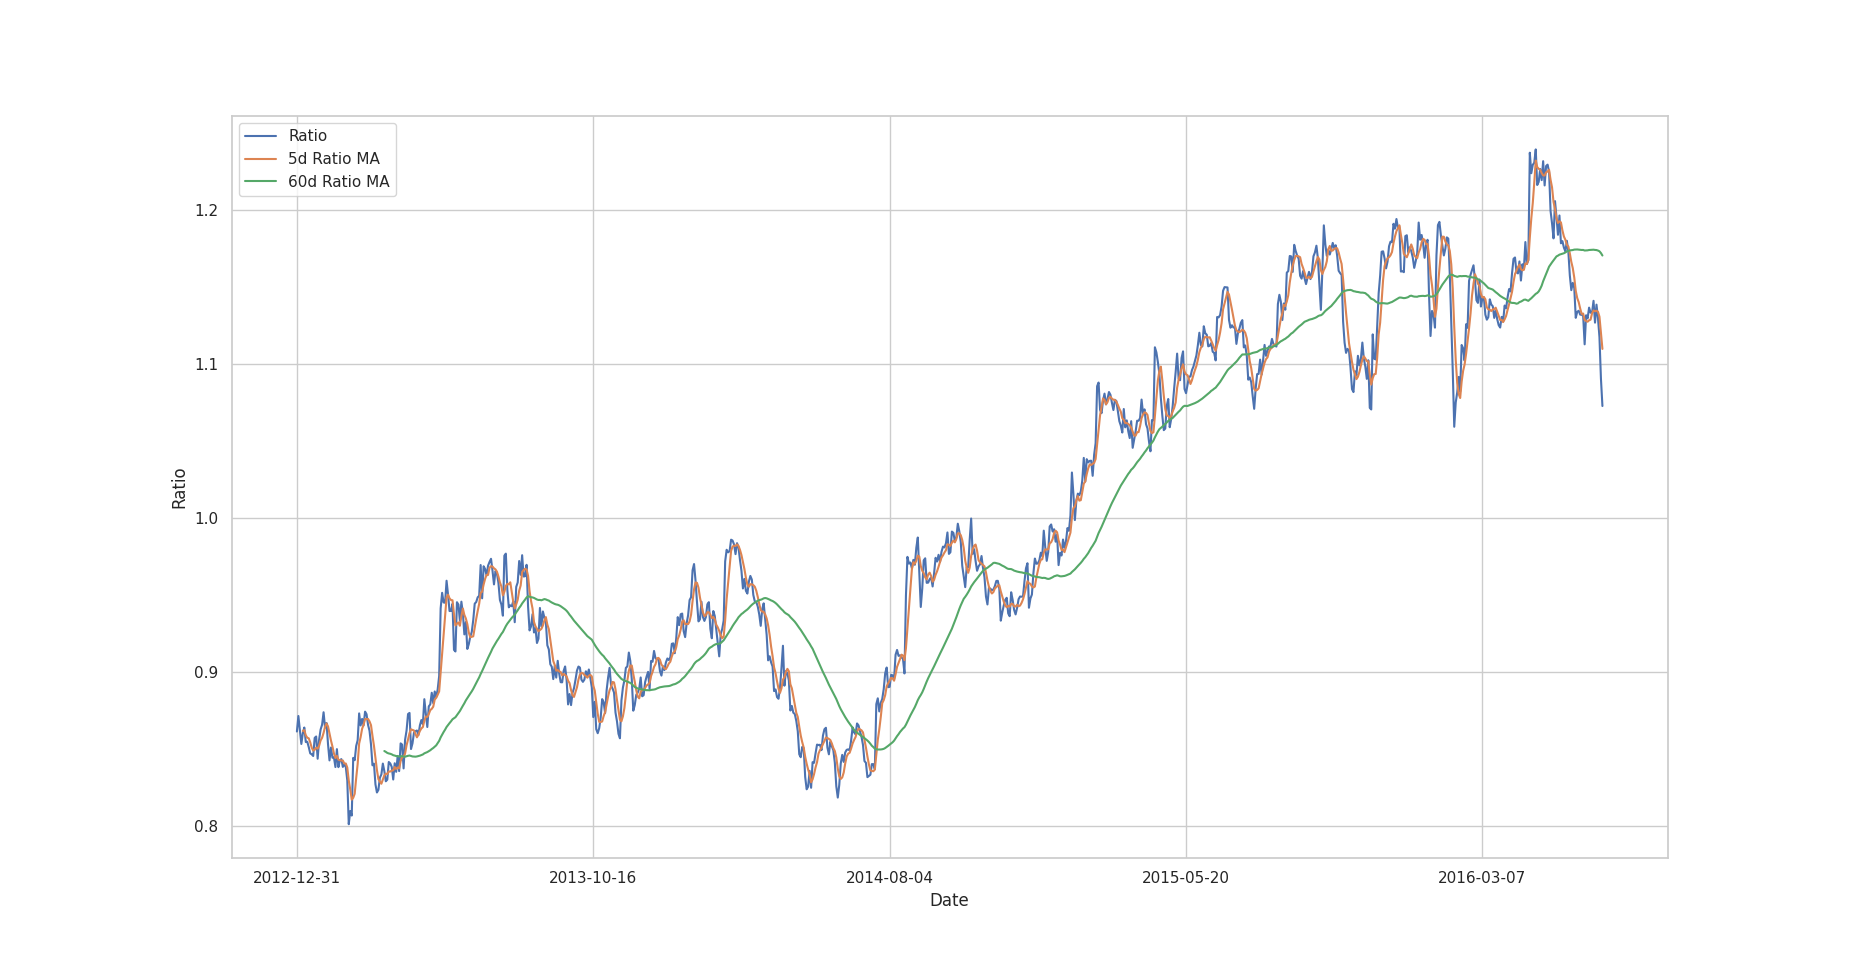 Ratio
5d Ratio MA
60d Ratio MA
1.2
1.1
1.0
0.9
0.8
Ratio
2012-12-31 2013-10-16 2014-08-04 2015-05-20 2016-03-07
Date